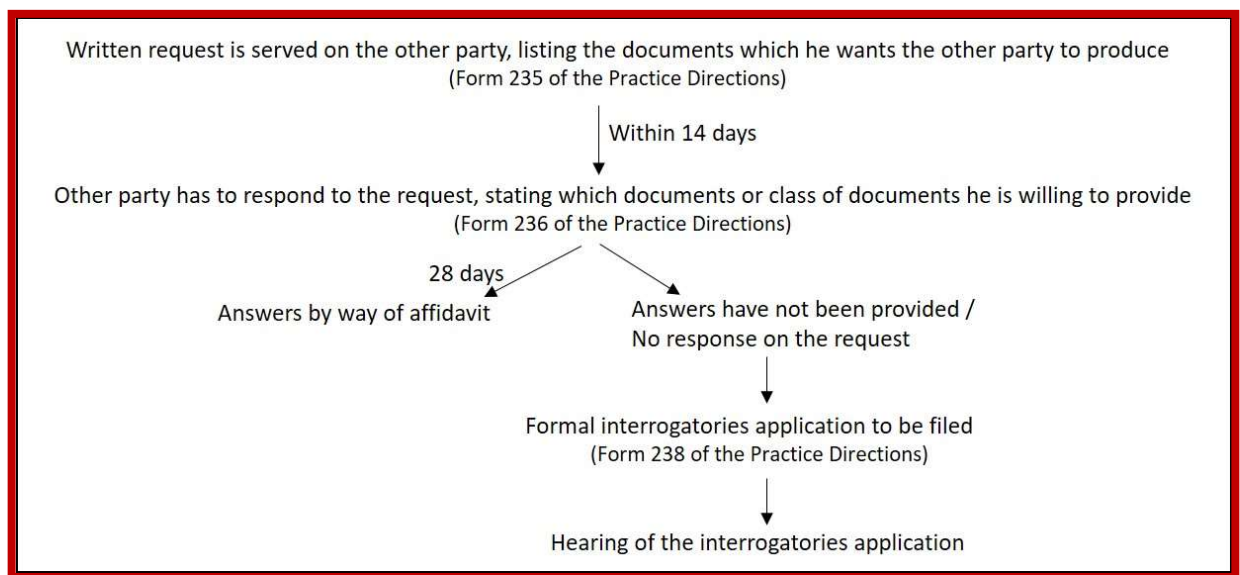 Written request is served on the other party, listing the documents which he wants the other party to produce
(Form 235 of the Practice Directions)
Within 14 days
Other party has to respond to the request, stating which documents or class of documents he is willing to provide
(Form 236 of the Practice Directions)
28 days
Answers by way of affidavit
Answers have not been provided /
No response on the request
Formal interrogatories application to be filed
(Form 238 of the Practice Directions)
Hearing of the interrogatories application